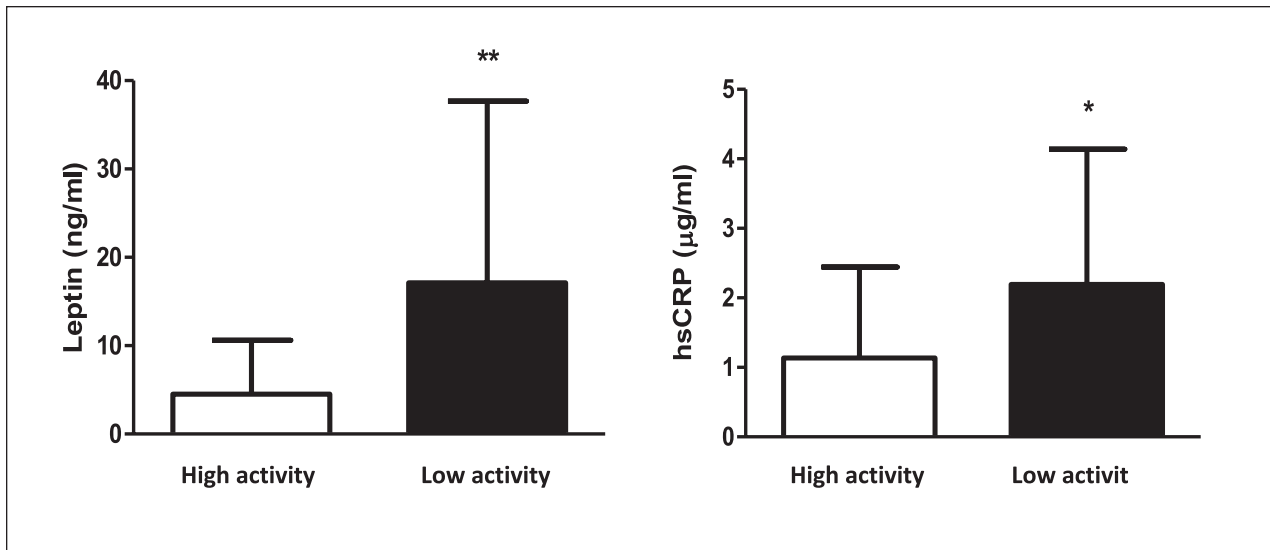 **
40
30
20
10
0
Leptin (ng/ml)
High activity
Low activity
*
5
4
3
2
1
0
hsCRP (μg/ml)
High activity
Low activit